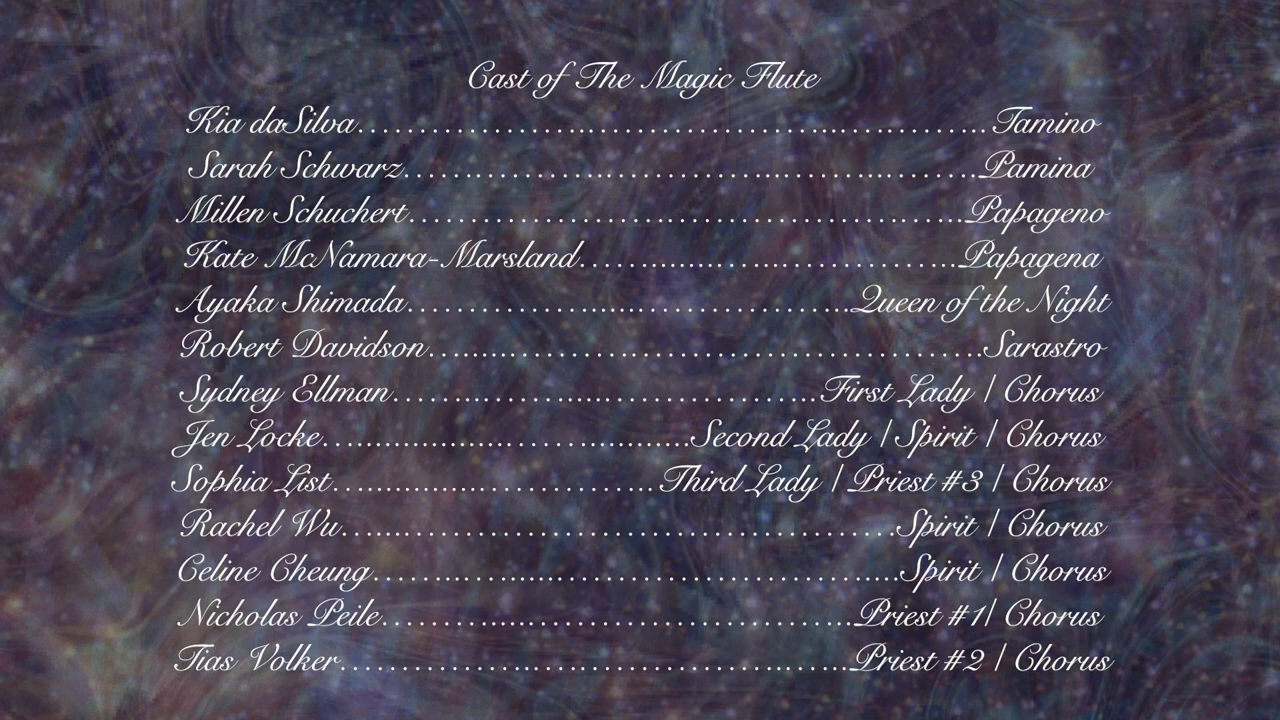 Cast of The Magic Flute
Kia daSilva.......................................................Tamino
Sarah Schwarz.......................................................Pamina
Millen Schuchert.......................................................Papageno
Kate McNamara-Marsland.............................................Papagena
Ayaka Shimada.............................................Queen of the Night
Robert Davidson.......................................................Sarastro
Sydney Ellman.............................................First Lady | Chorus
Jen Locke.............................................Second Lady | Spirit | Chorus
Sophia List........................................Third Lady | Priest #3 | Chorus
Rachel Wu.......................................................Spirit | Chorus
Celine Cheung.......................................................Spirit | Chorus
Nicholas Peile.............................................Priest #1| Chorus
Tias Volker.............................................Priest #2 | Chorus